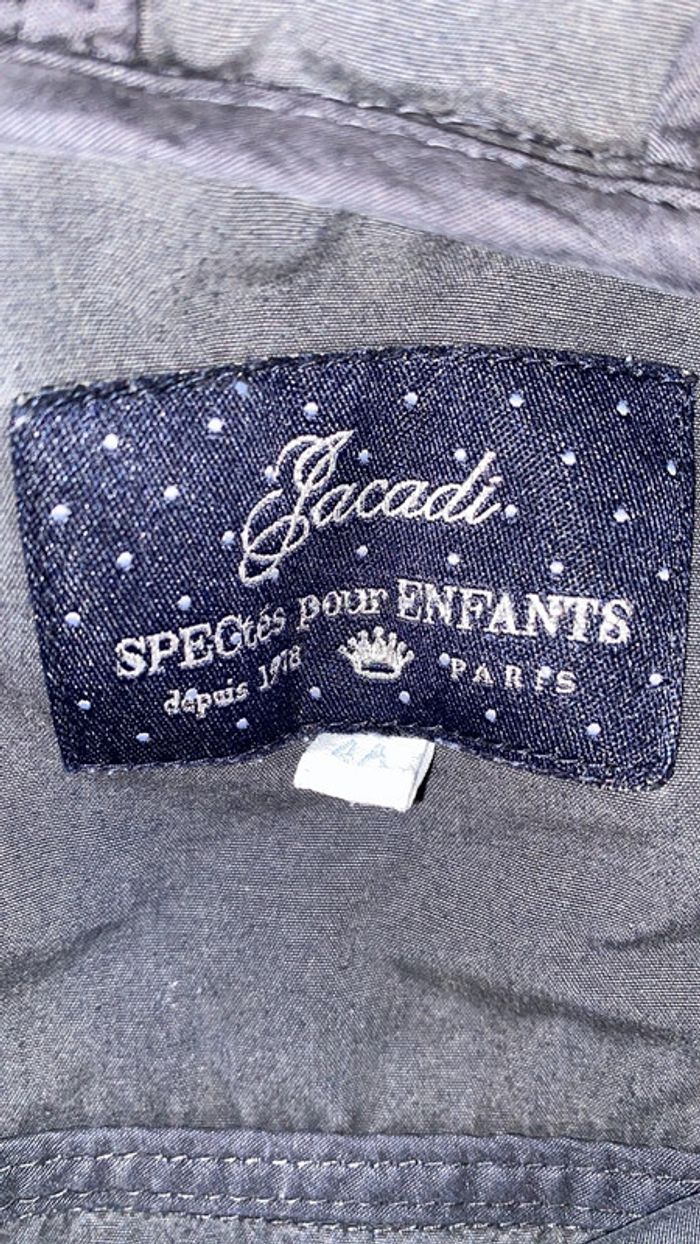 Jacadi
SPECtés pour ENFANTS
depuis 1978 PARIS
4A